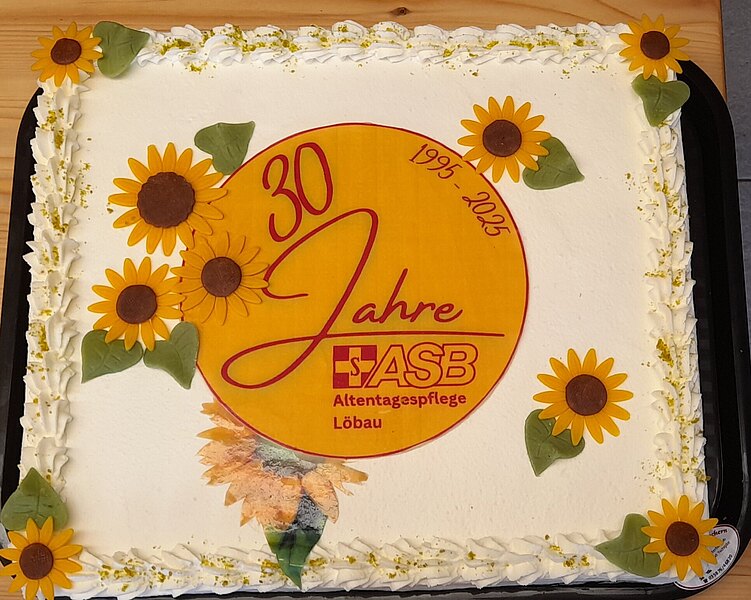 30
1995 - 2025
Jahre
S ASB
Altentagespflege
Löbau